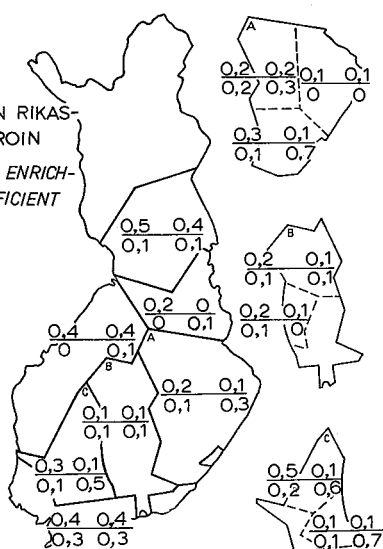 N RIKAS-
ROIN
ENRICH-
FICIENT
0,5 0,4
0,1 0,1
0,2 0
0 0,1
0,4 0,4
0 0,1
A
B
C
0,2 0,1
0,1 0,3
0,1 0,1
0,1 0,1
0,3 0,1
0,1 0,5
0,4 0,4
0,3 0,3
A
0,2 0,2
0,2 0,3
0,1 0,1
0 0
0,3 0,1
0,1 0,7
B
0,2 0,1
0,1 0,1
0,2 0,1
0,1 0
C
0,5 0,1
0,2 0,6
0,1 0,1
0,1 0,7